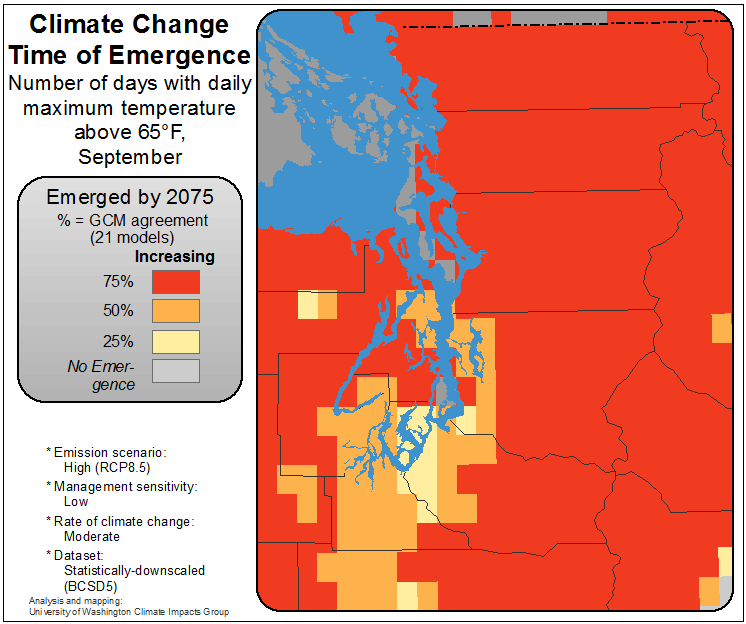 Climate Change
Time of Emergence
Number of days with daily
maximum temperature
above 65°F,
September
Emerged by 2075
% = GCM agreement
(21 models)
Increasing
75%
50%
25%
No Emer-
gence
* Emission scenario:
High (RCP8.5)
* Management sensitivity:
Low
* Rate of climate change:
Moderate
* Dataset:
Statistically-downscaled
(BCSD5)
Analysis and mapping:
University of Washington Climate Impacts Group